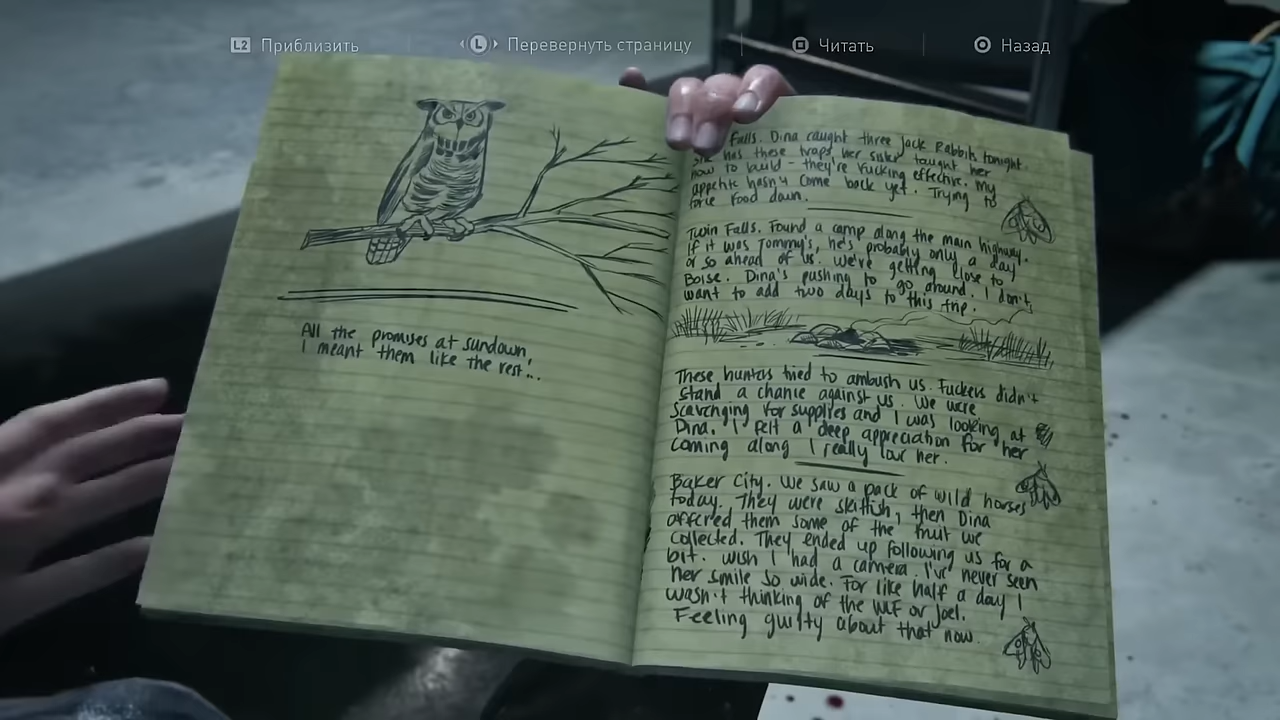 L2 Приблизить
L Перевернуть страницу
Читать
Назад
All the promises at sundown,
I meant them like the rest...
Falls. Dina caught three Jack Rabbits tonight.
She has these traps her sister taught her
how to build - they're fucking effective. My
appetite hasn't come back yet. Trying to
force food down.
Twin Falls. Found a camp along the main highway.
If it was Tommy's, he's probably only a day
or so ahead of us. We're getting close to
Boise. Dina's pushing to go around. I don't
want to add two days to this trip.
These hunters tried to ambush us. Fuckers didn't
stand a chance against us. We were
scavenging for supplies and I was looking at
Dina. I felt a deep appreciation for her
coming along I really love her.
Baker City. We saw a pack of wild horses
today. They were skittish, then Dina
offered them some of the fruit we
collected. They ended up following us for a
bit. Wish I had a camera I've never seen
her smile so wide. For like half a day I
wasn't thinking of the WLF or Joel.
Feeling guilty about that now.